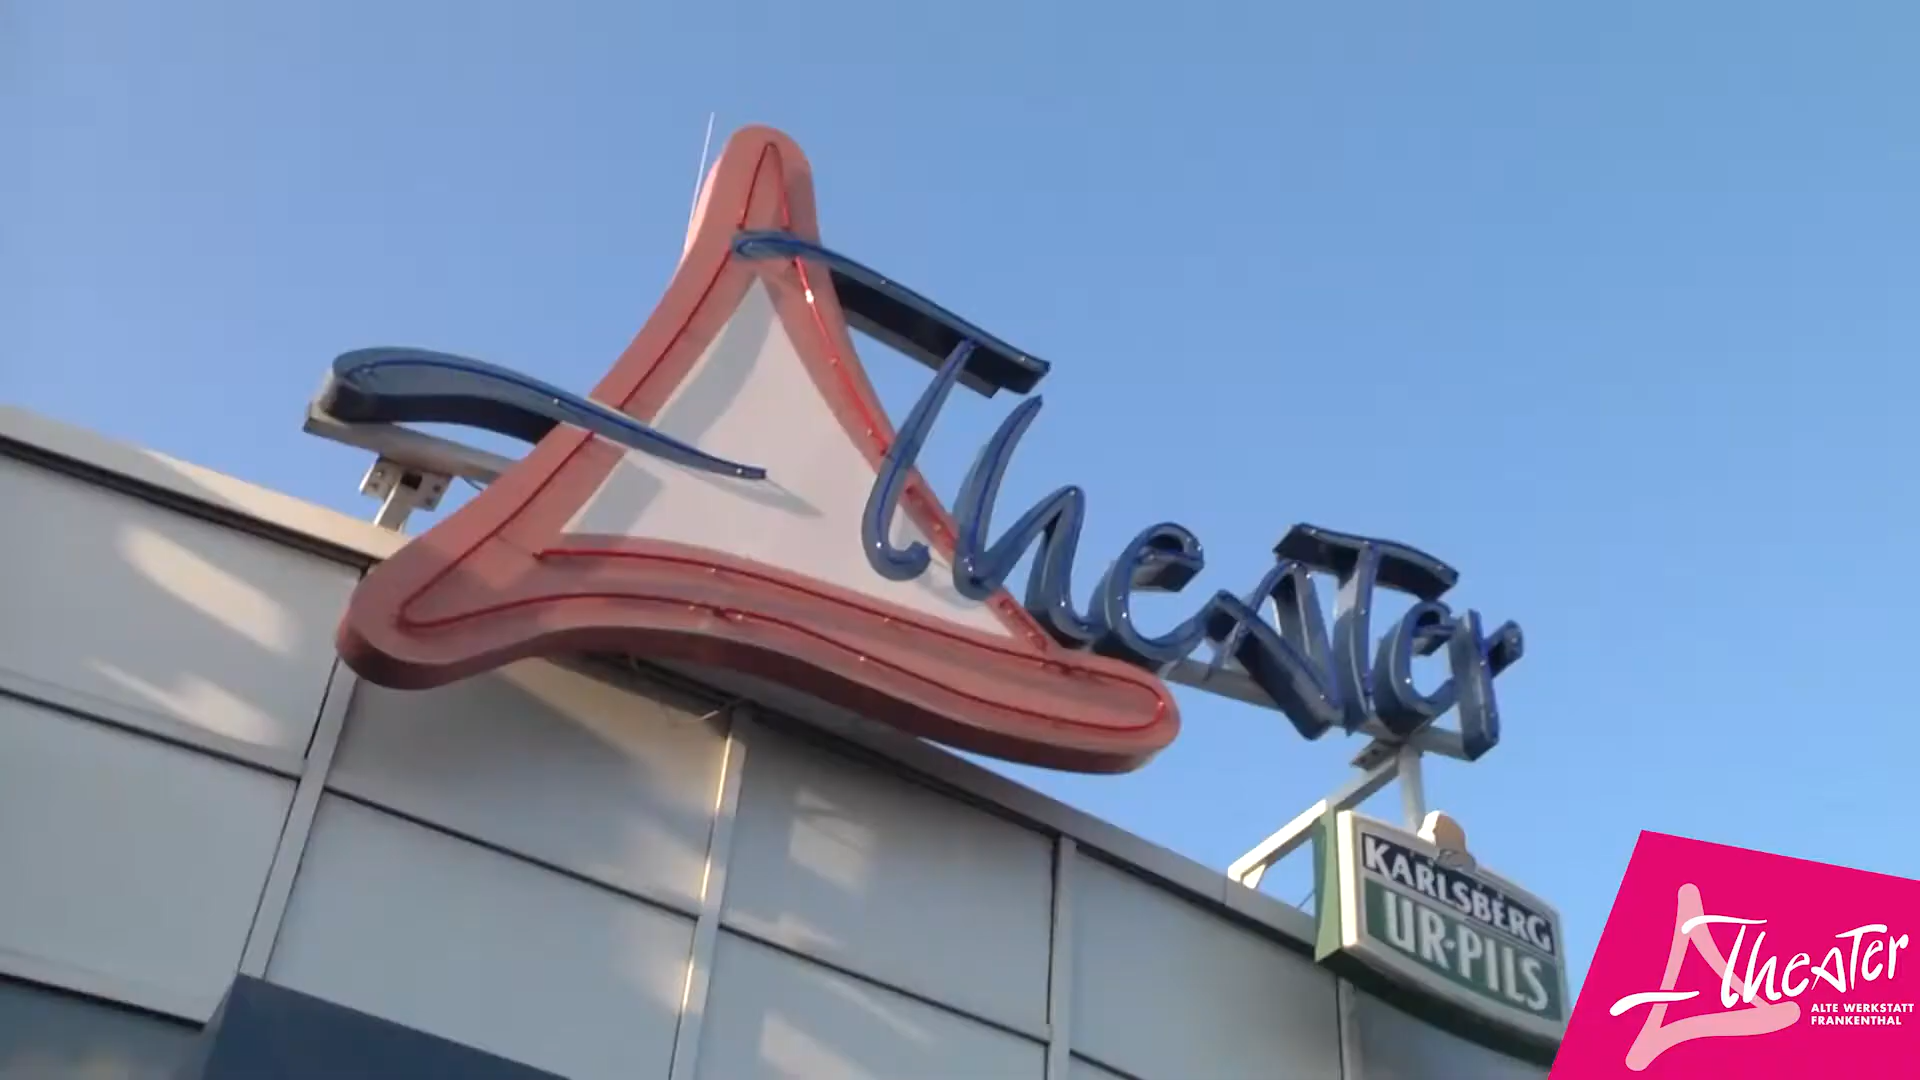 TheATer
KARLSBERG
UR-PILS
TheATer
ALTE WERKSTATT
FRANKENTHAL